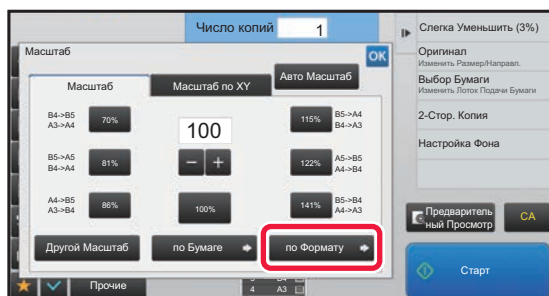 Число копий 1
Масштаб
OK
Масштаб
Масштаб по XY
Авто Масштаб
B4->B5
A3->A4
70%
100
115%
B5->A4
B4->A3
B5->A5
B4->A4
81%
122%
A5->B5
A4->B4
A4->B5
A3->B4
86%
100%
141%
B5->B4
A4->A3
Другой Масштаб
по Бумаге
по Формату
Прочие
4 A3
Слегка Уменьшить (3%)
Оригинал
Изменить Размер/Направл.
Выбор Бумаги
Изменить Лоток Подачи Бумаги
2-Стор. Копия
Настройка Фона
Предваритель
ный Просмотр
CA
Старт